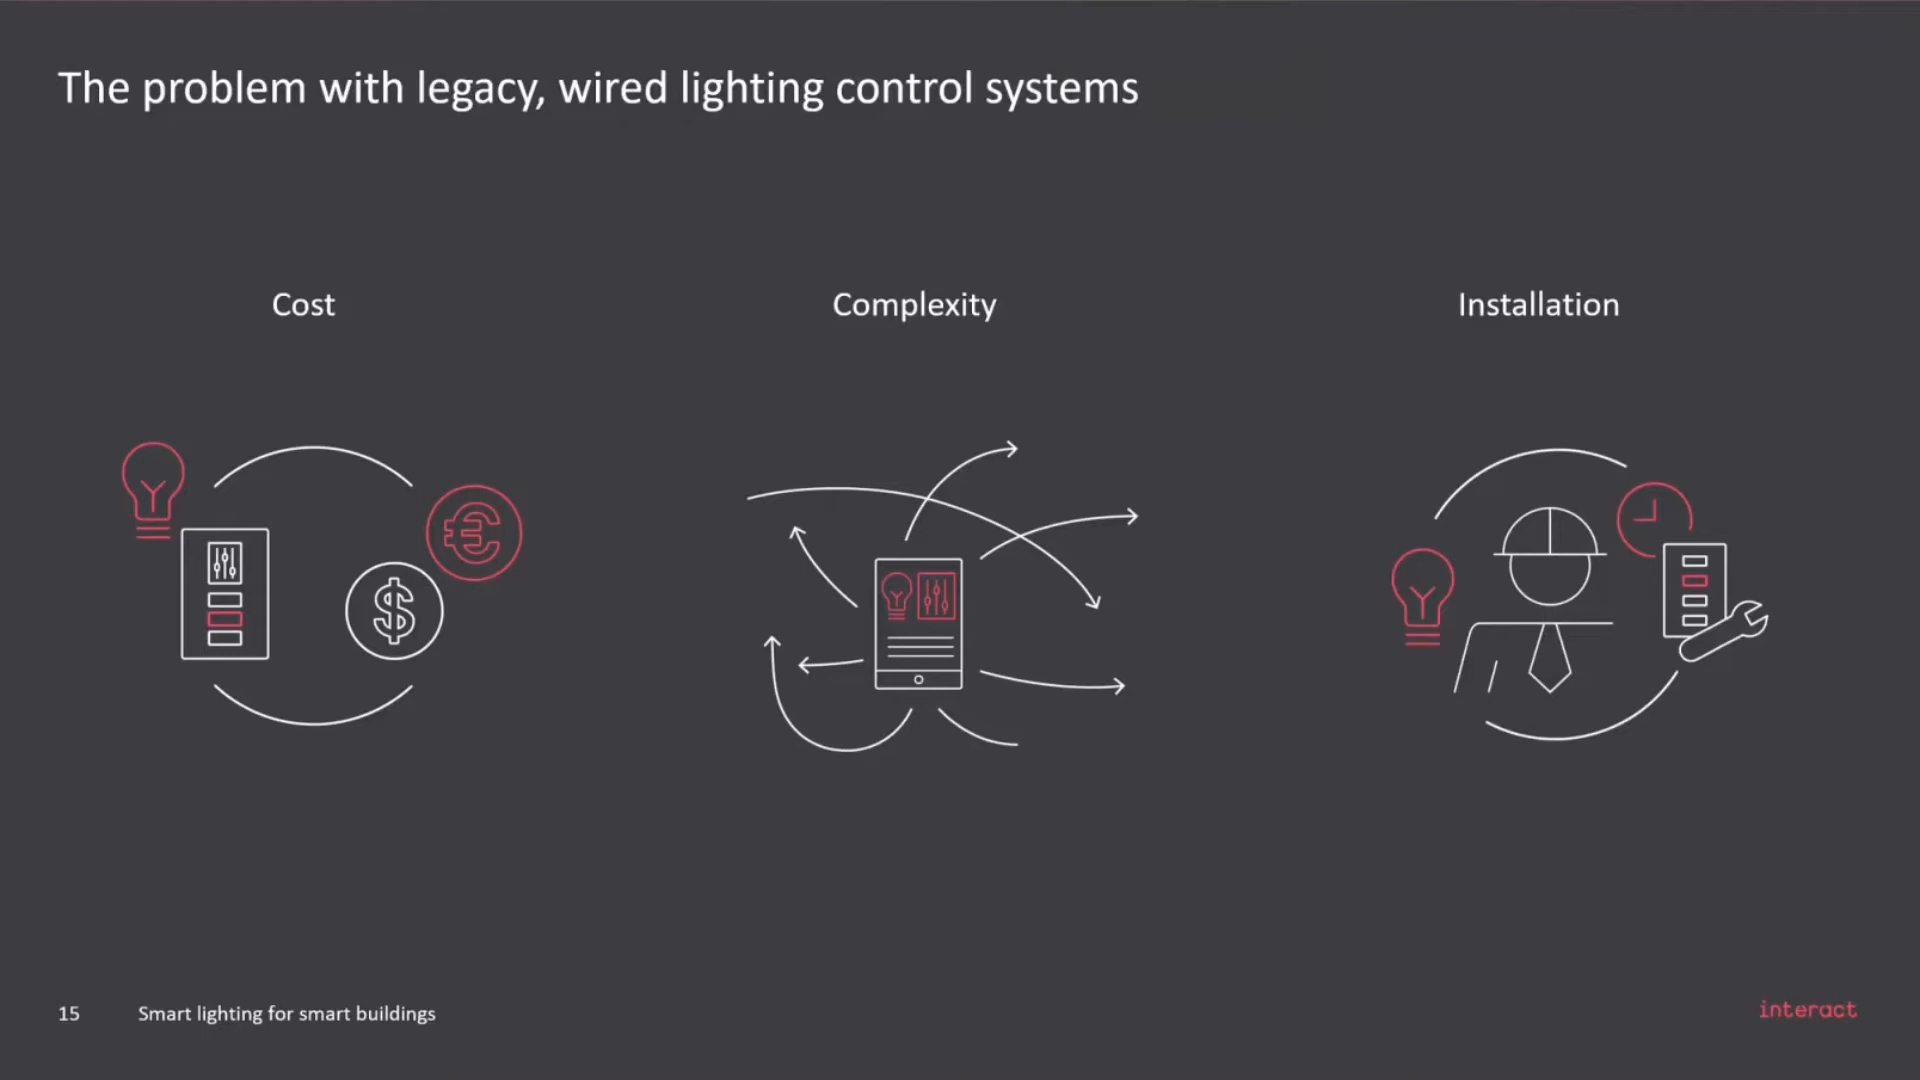 The problem with legacy, wired lighting control systems
Cost
Complexity
Installation
€
$
15
Smart lighting for smart buildings
interact